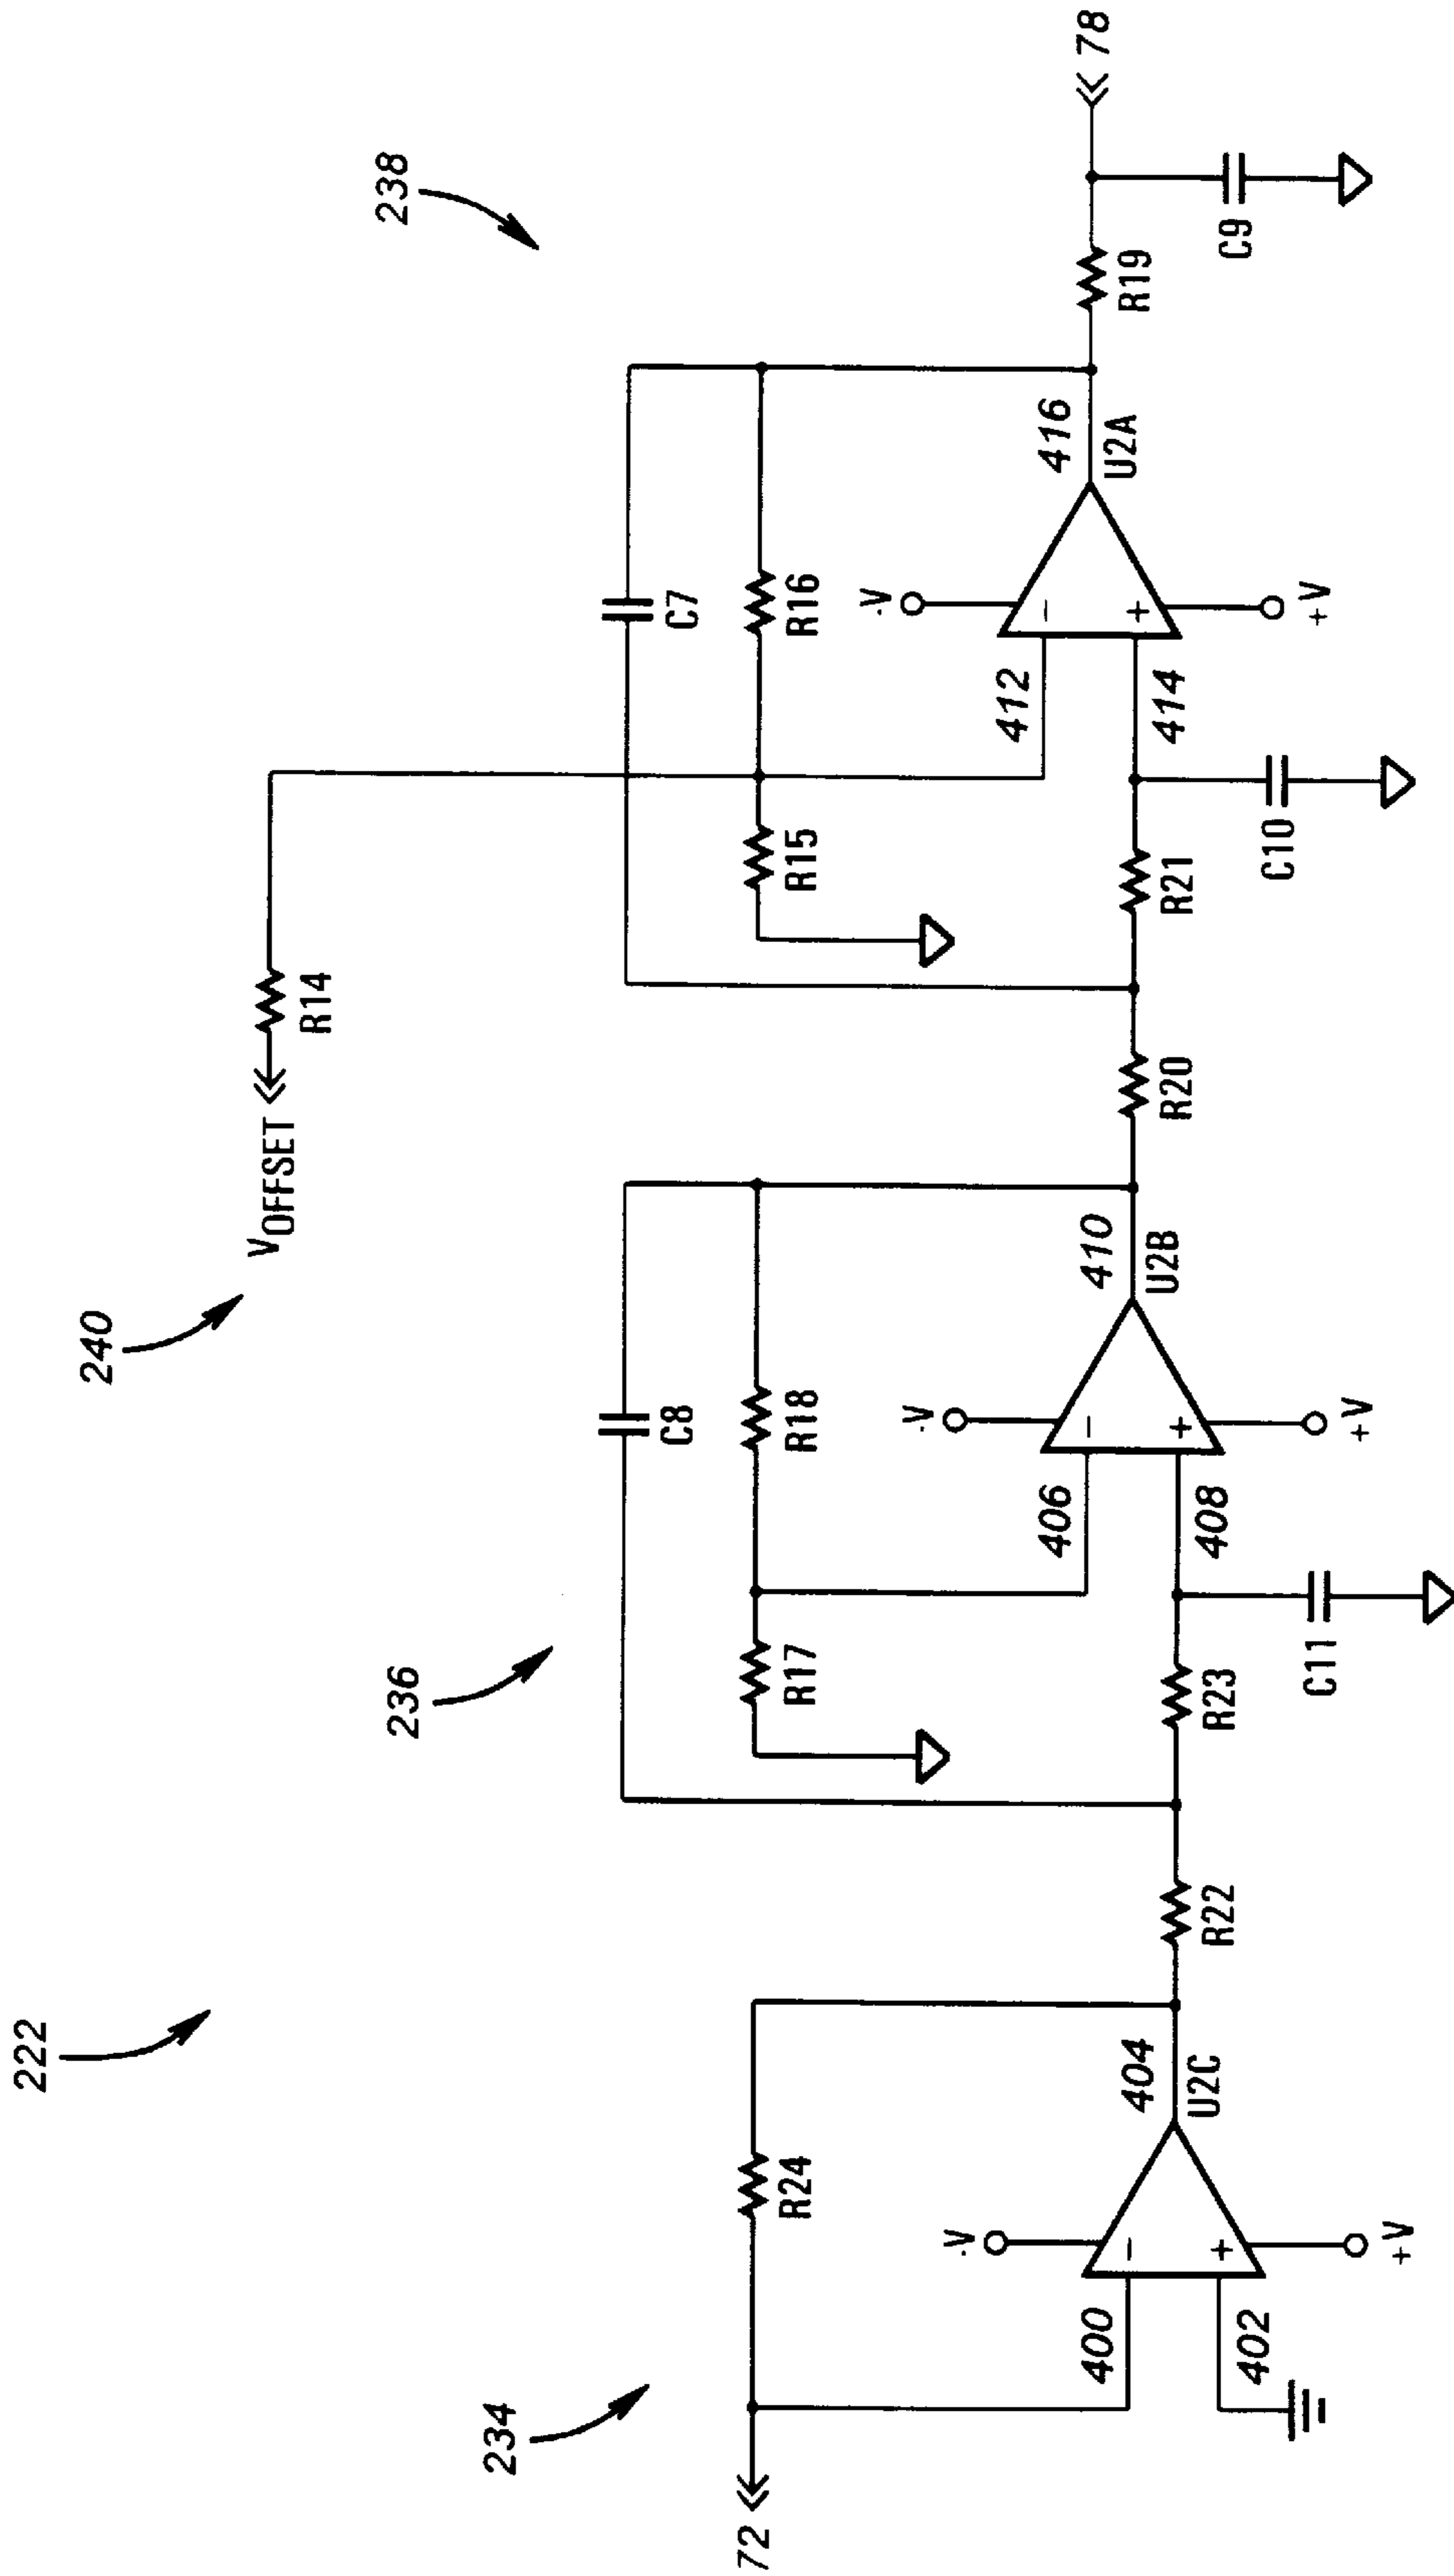 222
240
V OFFSET
R14
238
234
236
C8
C7
R24
R17
R18
R15
R16
72
-V
-V
-V
400
402
404
U2C
+V
R22
R23
C11
406
408
410
U2B
+V
R20
R21
C10
412
414
416
U2A
+V
R19
C9
78
−
+
−
+
−
+